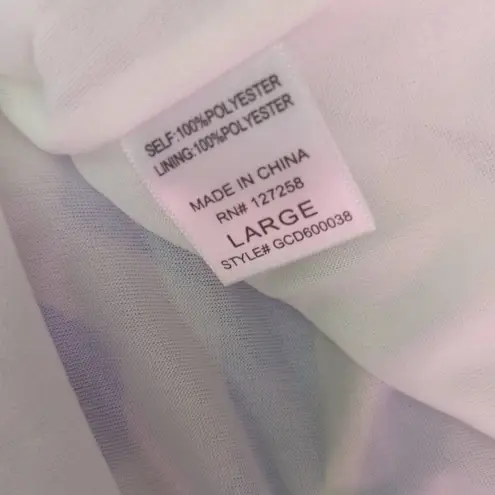 SELF:100%POLYESTER
LINING:100%POLYESTER
MADE IN CHINA
RN# 127258
LARGE
STYLE# GCD600038